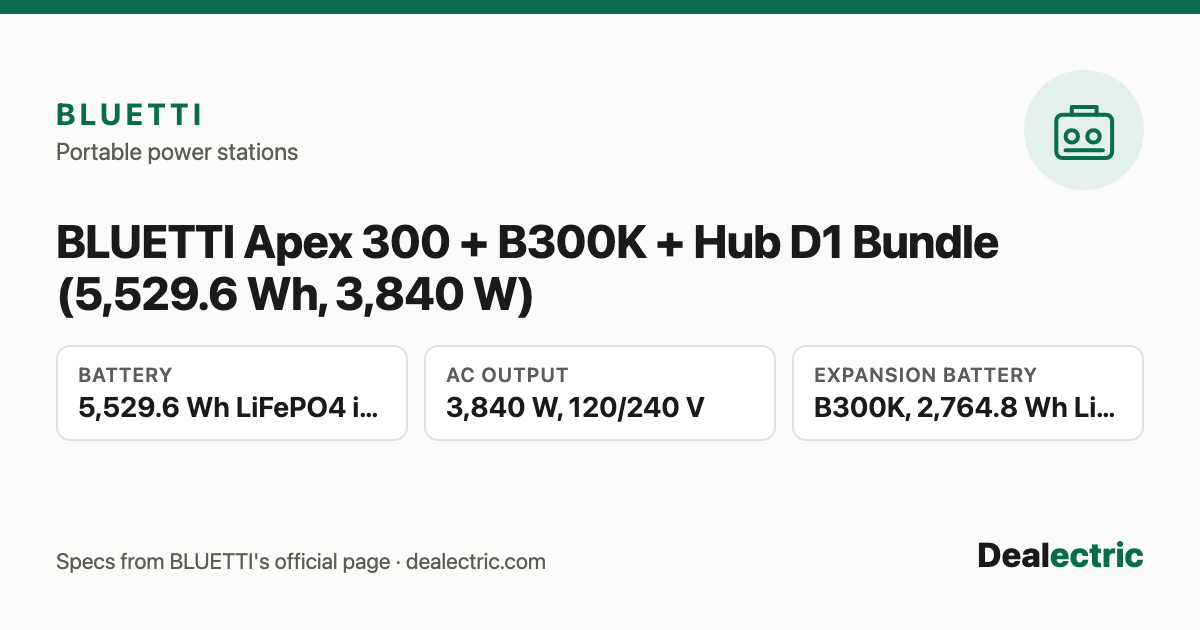 BLUETTI
Portable power stations
BLUETTI Apex 300 + B300K + Hub D1 Bundle
(5,529.6 Wh, 3,840 W)
BATTERY
5,529.6 Wh LiFePO4 i...
AC OUTPUT
3,840 W, 120/240 V
EXPANSION BATTERY
B300K, 2,764.8 Wh Li...
Specs from BLUETTI's official page · dealectric.com
Dealectric